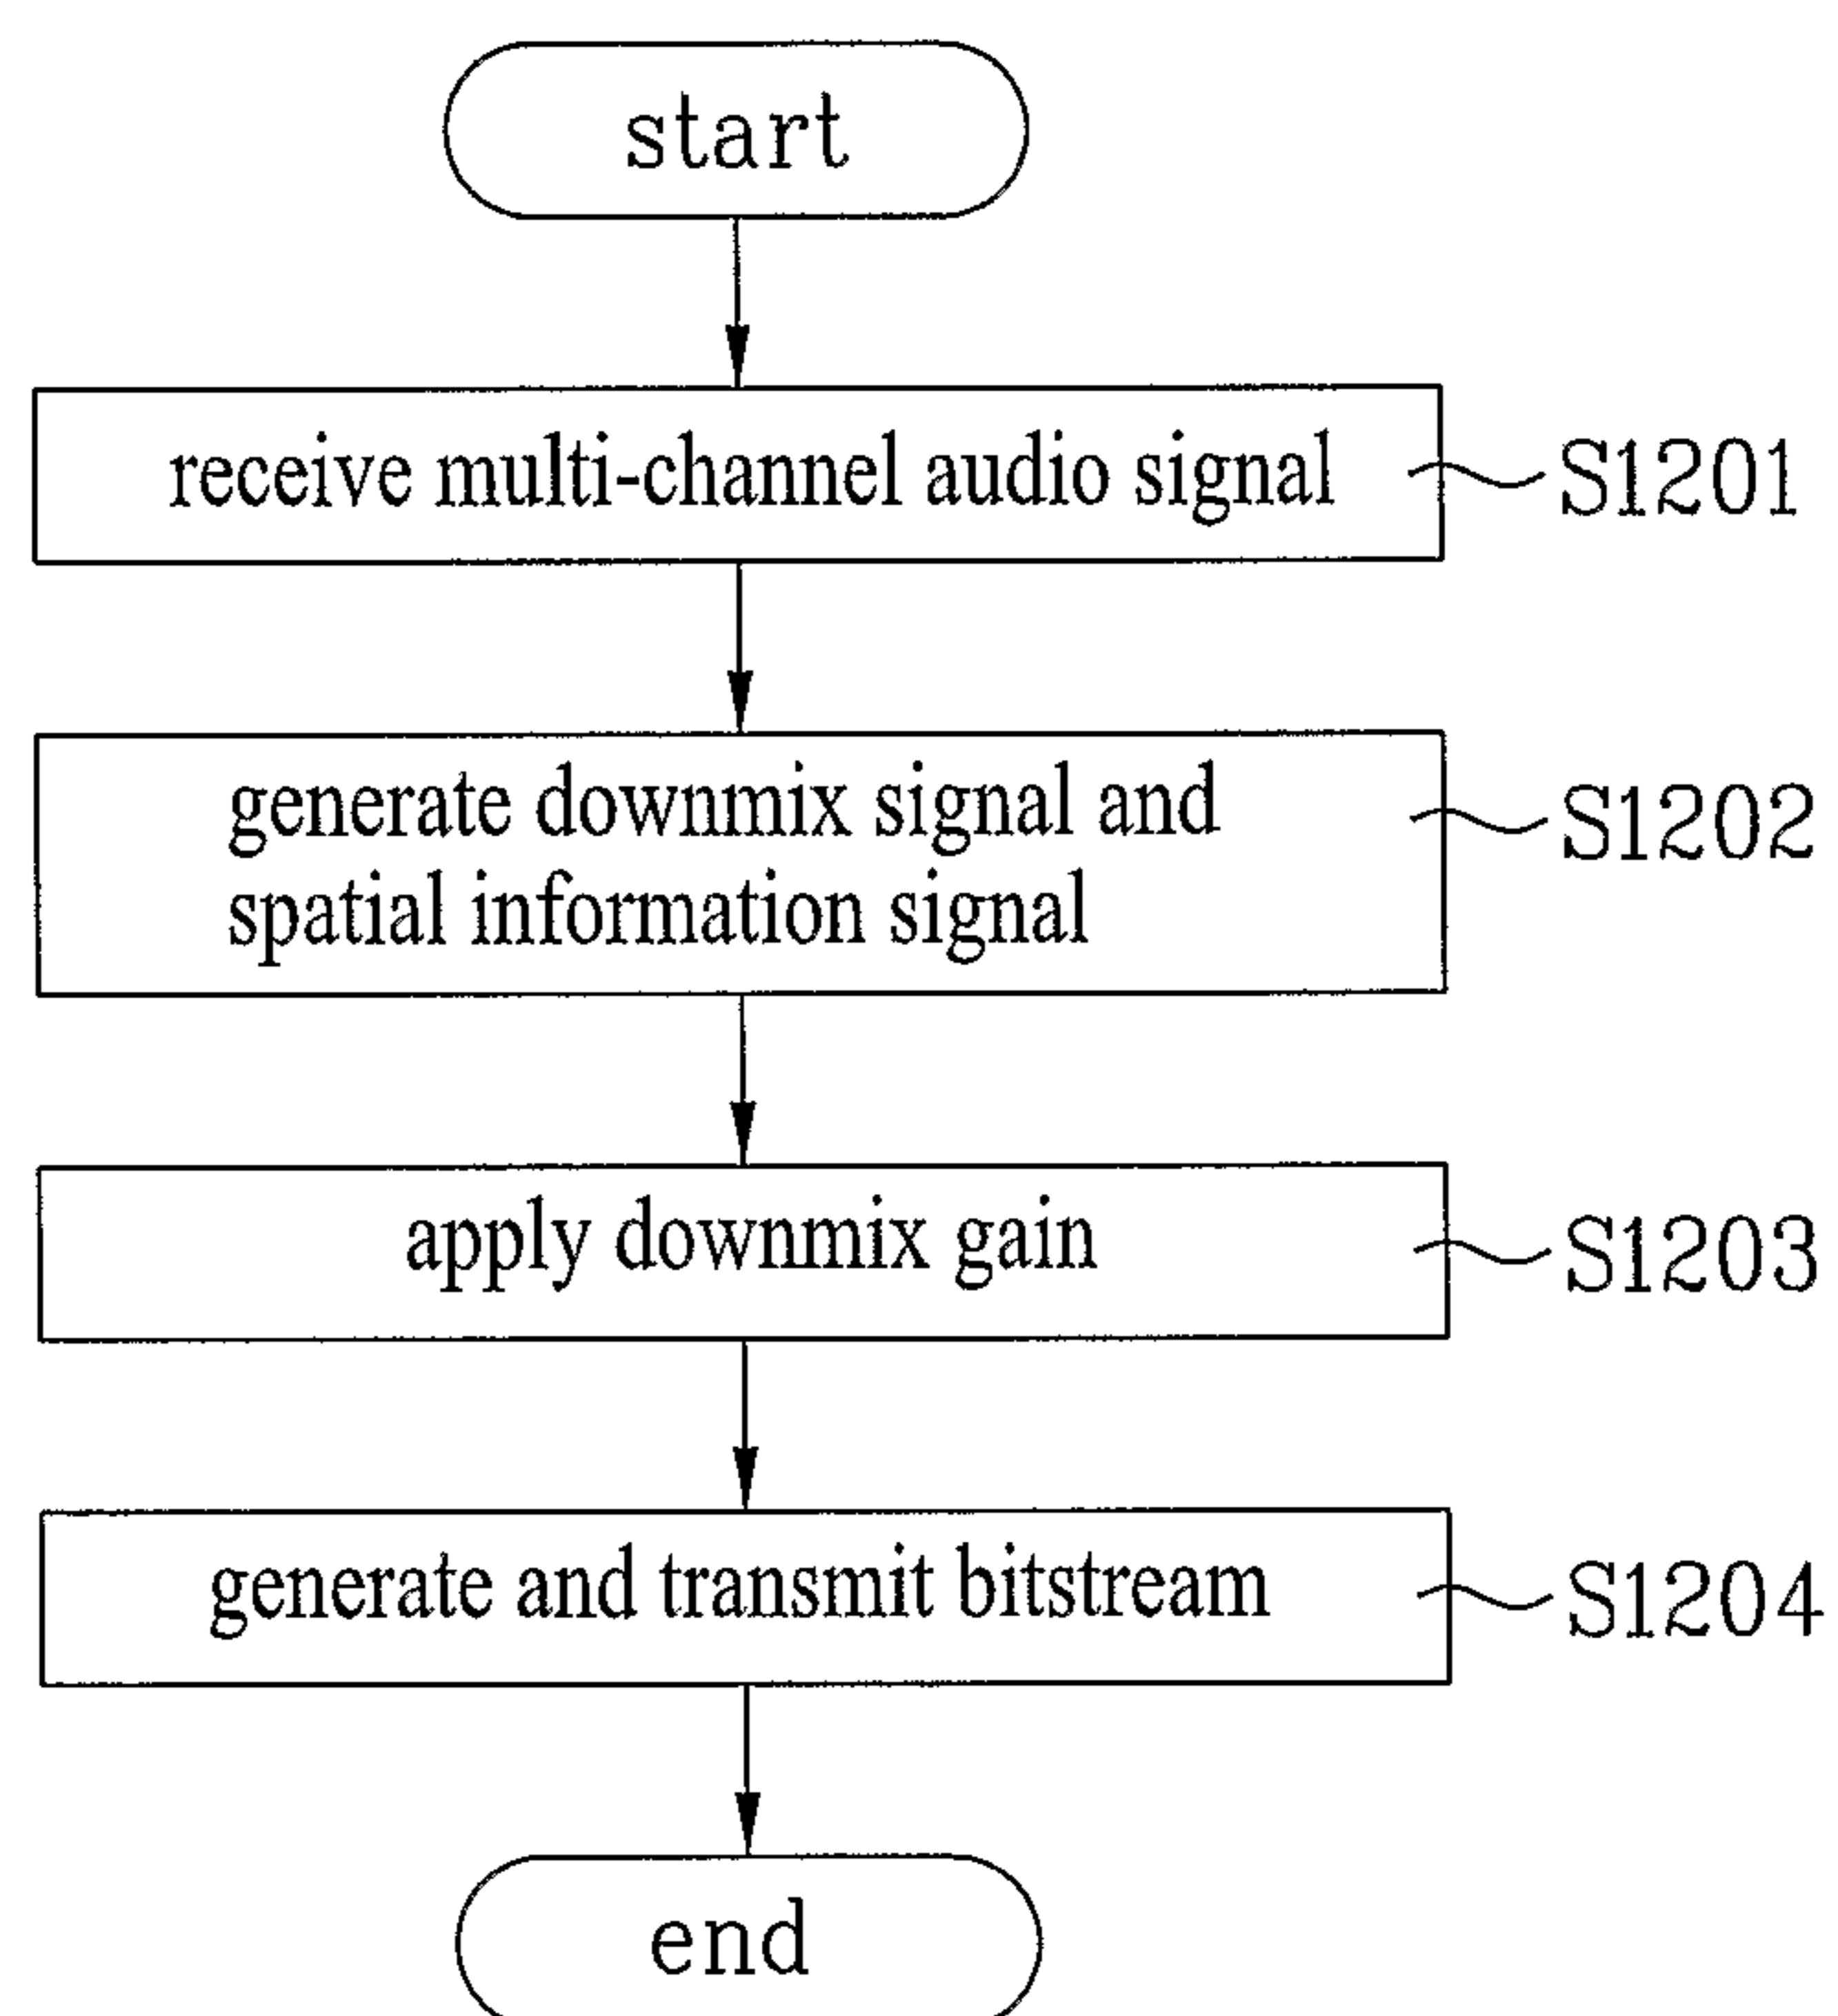 start
receive multi-channel audio signal
S1201
generate downmix signal and
spatial information signal
S1202
apply downmix gain
S1203
generate and transmit bitstream
S1204
end